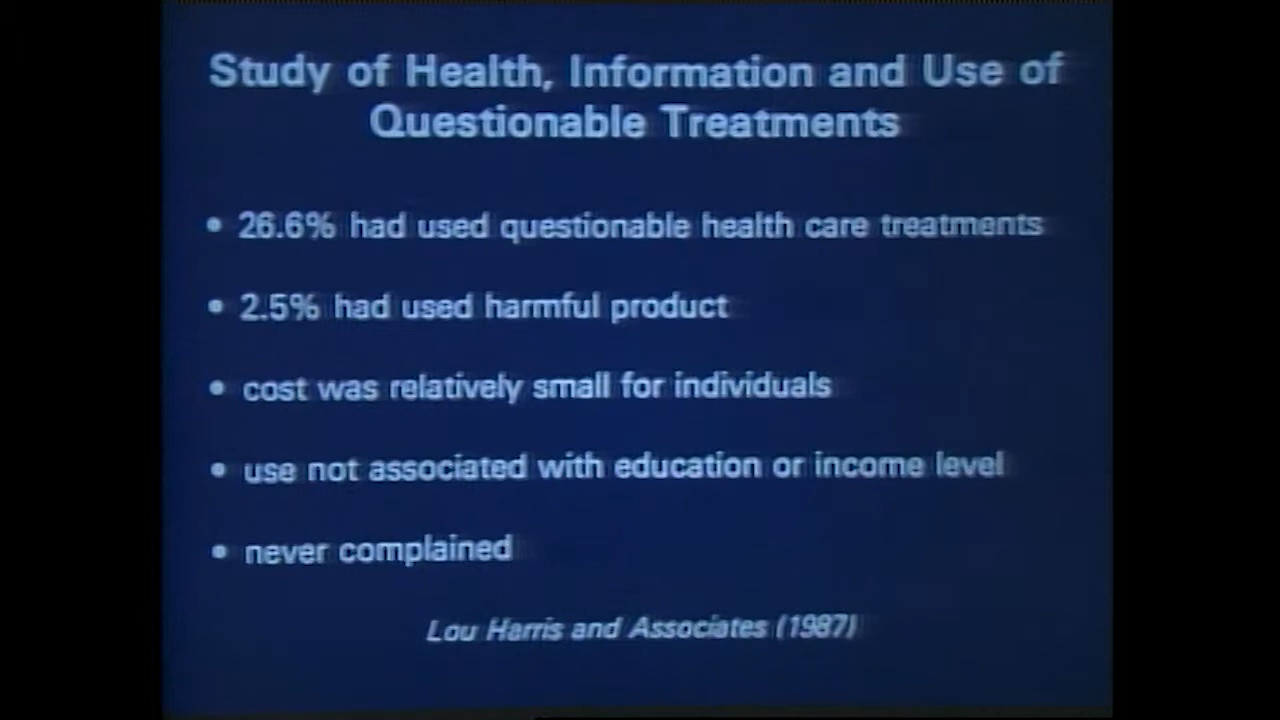 Study of Health, Information and Use of
Questionable Treatments
• 26.6% had used questionable health care treatments
• 2.5% had used harmful product
• cost was relatively small for individuals
• use not associated with education or income level
• never complained
Lou Harris and Associates (1987)